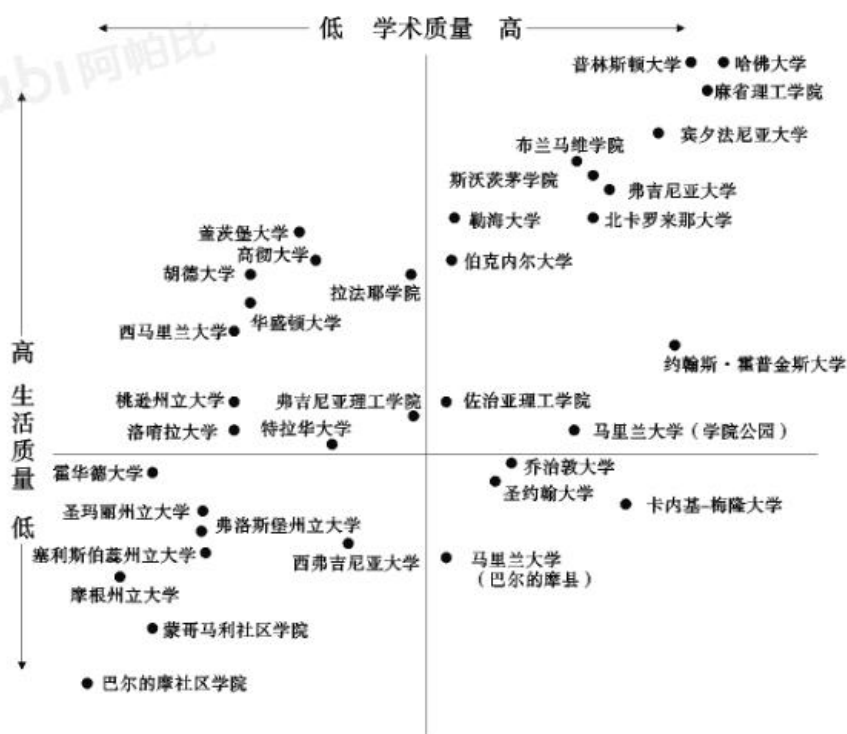 低 学术质量 高
阿帕比
普林斯顿大学
哈佛大学
麻省理工学院
宾夕法尼亚大学
布兰马维学院
斯沃茨茅学院
弗吉尼亚大学
勒海大学
北卡罗来那大学
盖茨堡大学
高彻大学
伯克内尔大学
胡德大学
拉法耶学院
华盛顿大学
西马里兰大学
约翰斯·霍普金斯大学
高 生活质量 低
桃逊州立大学
弗吉尼亚理工学院
佐治亚理工学院
洛唷拉大学
特拉华大学
马里兰大学(学院公园)
霍华德大学
乔治敦大学
圣约翰大学
卡内基–梅隆大学
圣玛丽州立大学
弗洛斯堡州立大学
塞利斯伯蕊州立大学
西弗吉尼亚大学
马里兰大学
(巴尔的摩县)
摩根州立大学
蒙哥马利社区学院
巴尔的摩社区学院